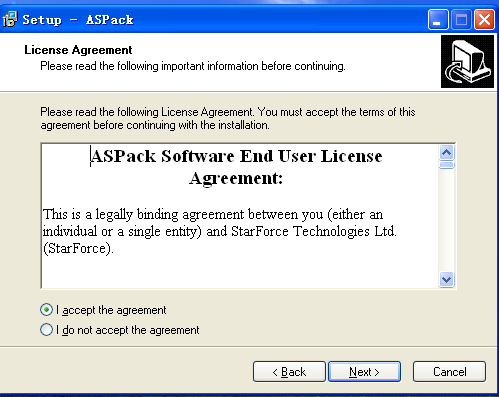 Setup - ASPack
License Agreement
Please read the following important information before continuing.
Please read the following License Agreement. You must accept the terms of this
agreement before continuing with the installation.
ASPack Software End User License
Agreement:
This is a legally binding agreement between you (either an
individual or a single entity) and StarForce Technologies Ltd.
(StarForce).
I accept the agreement
I do not accept the agreement
< Back
Next >
Cancel